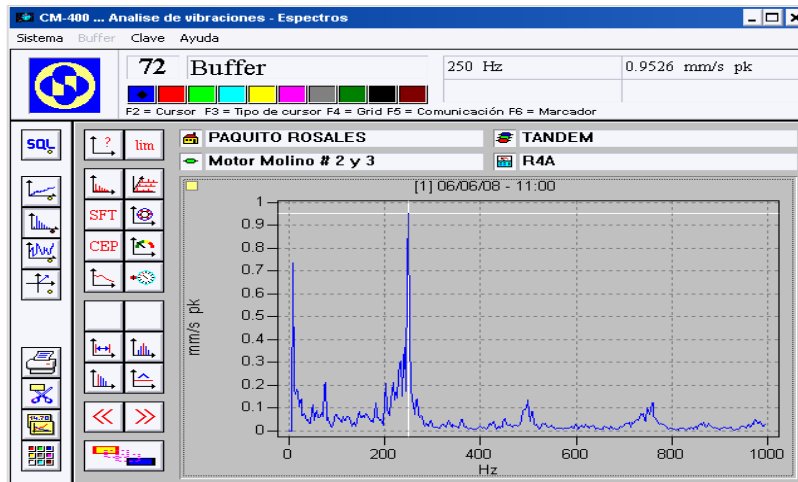 CM-400 ... Analise de vibraciones - Espectros
Sistema Buffer Clave Ayuda
72 Buffer
250 Hz
0.9526 mm/s pk
F2 = Cursor F3 = Tipo de cursor F4 = Grid F5 = Comunicación F6 = Marcador
SQL
? lim
SFT
CEP
PAQUITO ROSALES
TANDEM
Motor Molino # 2 y 3
R4A
[1] 06/06/08 - 11:00
1
0.9
0.8
0.7
0.6
0.5
0.4
0.3
0.2
0.1
0
mm/s pk
0 200 400 600 800 1000
Hz